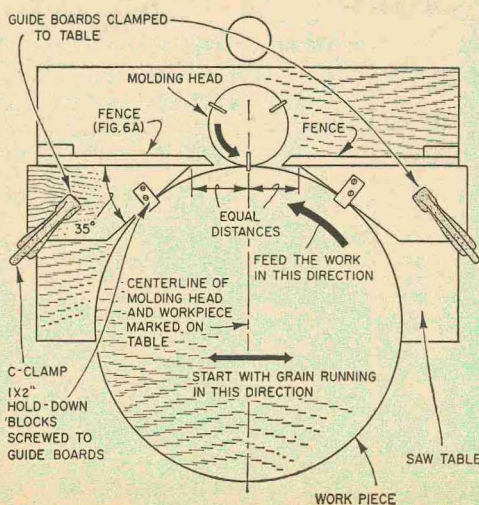 GUIDE BOARDS CLAMPED
TO TABLE
MOLDING HEAD
FENCE
(FIG.6A)
FENCE
35°
EQUAL
DISTANCES
FEED THE WORK
IN THIS DIRECTION
CENTERLINE OF
MOLDING HEAD
AND WORKPIECE
MARKED ON
TABLE
START WITH GRAIN RUNNING
IN THIS DIRECTION
C-CLAMP
1X2"
HOLD-DOWN
BLOCKS
SCREWED TO
GUIDE BOARDS
SAW TABLE
WORK PIECE